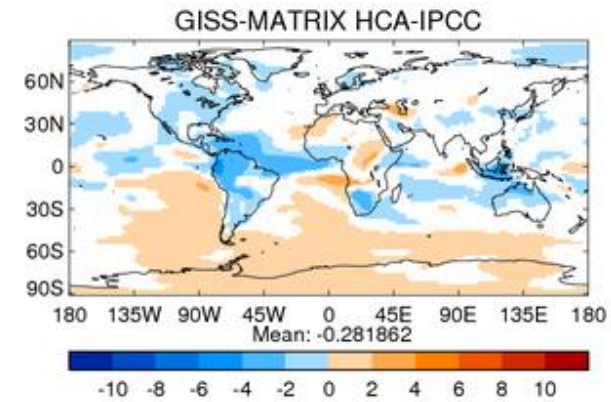 GISS-MATRIX HCA-IPCC
60N
30N
0
30S
60S
90S
180 135W 90W 45W 0 45E 90E 135E 180
Mean: -0.281862
-10 -8 -6 -4 -2 0 2 4 6 8 10